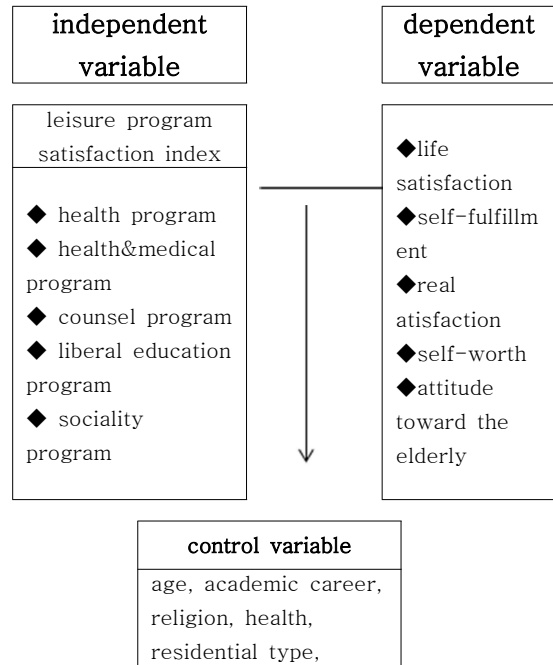 independent
variable
dependent
variable
leisure program
satisfaction index
◆ health program
◆ health&medical
program
◆ counsel program
◆ liberal education
program
◆ sociality
program
◆life
satisfaction
◆self-fulfillm
ent
◆real
atisfaction
◆self-worth
◆attitude
toward the
elderly
control variable
age, academic career,
religion, health,
residential type,